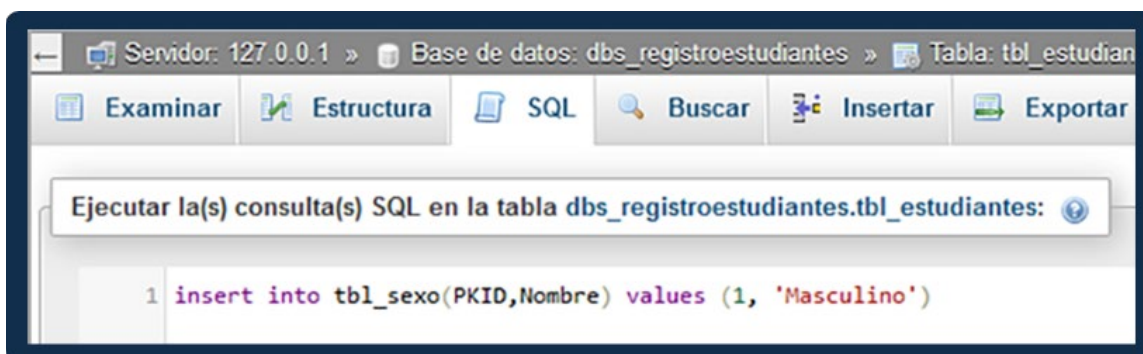 ← Servidor: 127.0.0.1 » Base de datos: dbs_registroestudiantes » Tabla: tbl_estudian
Examinar Estructura SQL Buscar Insertar Exportar
Ejecutar la(s) consulta(s) SQL en la tabla dbs_registroestudiantes.tbl_estudiantes:
1 insert into tbl_sexo(PKID,Nombre) values (1, 'Masculino')